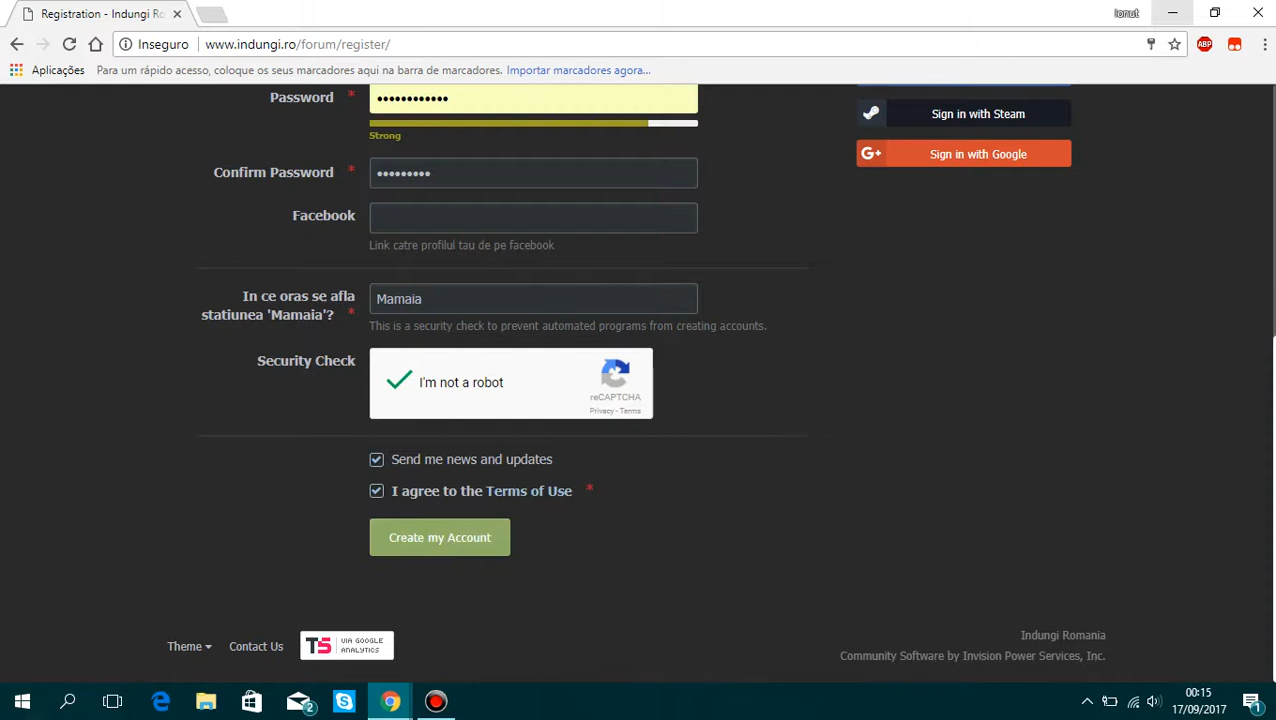 Registration - Indungi Ro
Ionut
Inseguro
www.indungi.ro/forum/register/
ABP
Aplicações
Para um rápido acesso, coloque os seus marcadores aqui na barra de marcadores. Importar marcadores agora...
Password *
••••••••••••
Strong
Sign in with Steam
G+ Sign in with Google
Confirm Password *
•••••••••
Facebook
Link catre profilul tau de pe facebook
In ce oras se afla
statiunea 'Mamaia'? *
Mamaia
This is a security check to prevent automated programs from creating accounts.
Security Check
I'm not a robot
reCAPTCHA
Privacy - Terms
Send me news and updates
I agree to the Terms of Use *
Create my Account
Theme
Contact Us
TS VIA GOOGLE
ANALYTICS
Indungi Romania
Community Software by Invision Power Services, Inc.
2
00:15
17/09/2017
1